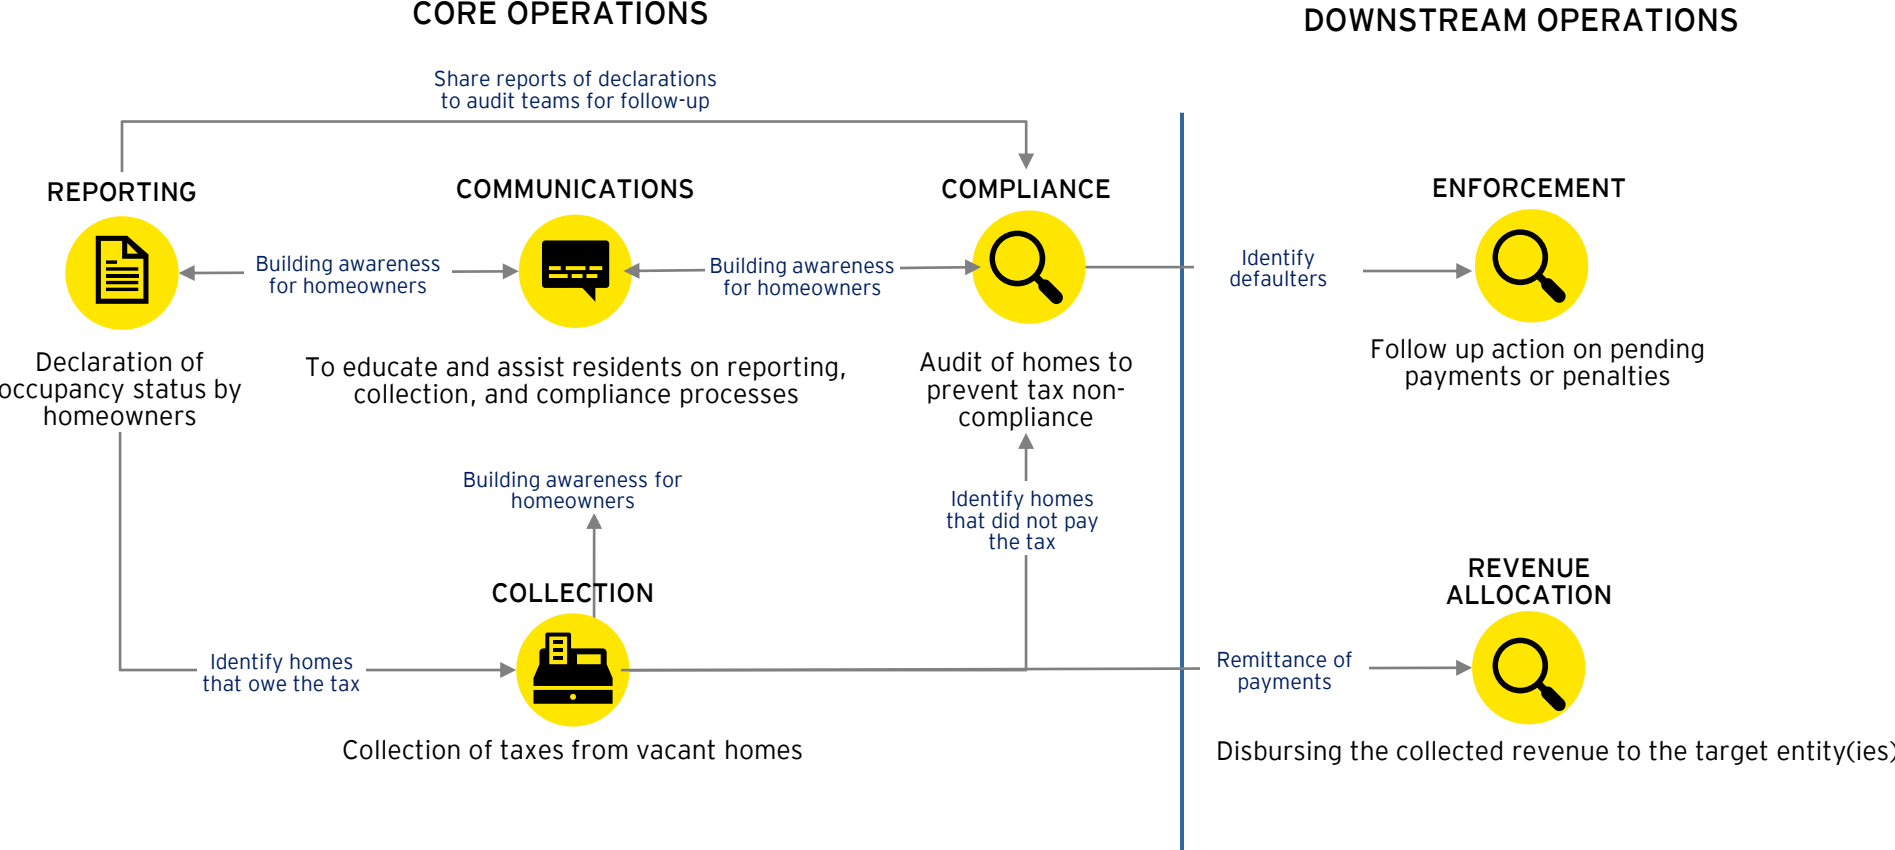 CORE OPERATIONS
DOWNSTREAM OPERATIONS
Share reports of declarations
to audit teams for follow-up
REPORTING
COMMUNICATIONS
COMPLIANCE
ENFORCEMENT
Building awareness
for homeowners
Building awareness
for homeowners
Identify
defaulters
Declaration of
occupancy status by
homeowners
To educate and assist residents on reporting,
collection, and compliance processes
Audit of homes to
prevent tax non-
compliance
Follow up action on pending
payments or penalties
Building awareness for
homeowners
Identify homes
that did not pay
the tax
COLLECTION
REVENUE
ALLOCATION
Identify homes
that owe the tax
Remittance of
payments
Collection of taxes from vacant homes
Disbursing the collected revenue to the target entity(ies)